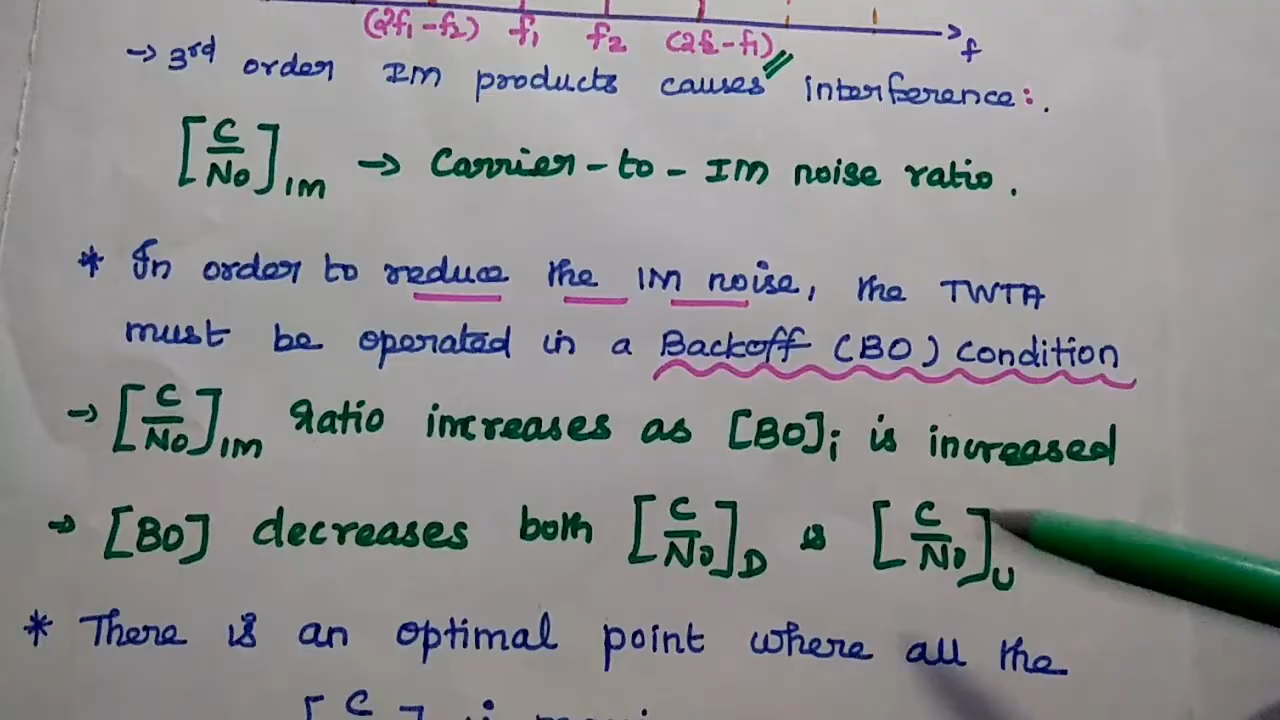 (2f₁-f₂) f₁ f₂ (2f₂-f₁) f
→ 3rd order IM products causes interference:.
[C/No]IM → Carrier-to-IM noise ratio.
* In order to reduce the IM noise, the TWTA
must be operated in a Backoff (BO) condition
→ [C/No]IM Ratio increases as [BO]i is increased
→ [BO] decreases both [C/No]D & [C/No]U
* There is an optimal point where all the
[C